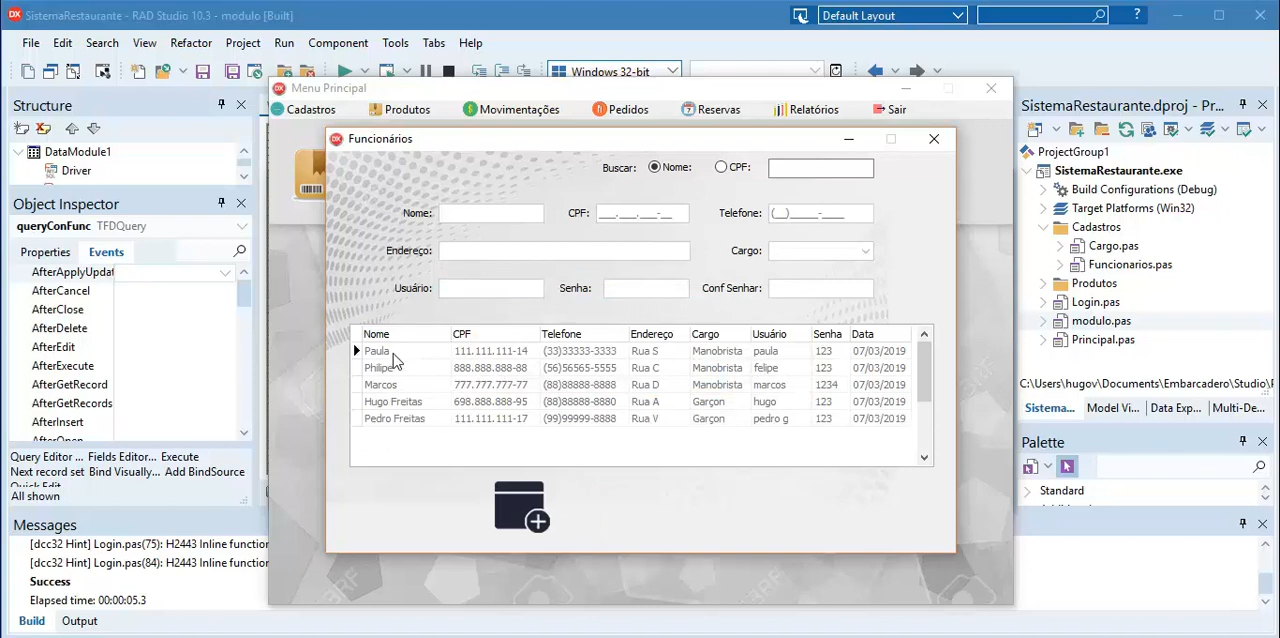 SistemaRestaurante - RAD Studio 10.3 - modulo [Built]
Default Layout
?
File Edit Search View Refactor Project Run Component Tools Tabs Help
Windows 32-bit
Structure
DataModule1
Driver
Object Inspector
queryConFunc TFDQuery
Properties Events
AfterApplyUpdat
AfterCancel
AfterClose
AfterDelete
AfterEdit
AfterExecute
AfterGetRecord
AfterGetRecords
AfterInsert
AfterOpen
Query Editor ... Fields Editor... Execute
Next record set Bind Visually... Add BindSource
Quick Edit
All shown
Messages
[dcc32 Hint] Login.pas(75): H2443 Inline function
[dcc32 Hint] Login.pas(84): H2443 Inline function
Success
Elapsed time: 00:00:05.3
Build Output
Menu Principal
Cadastros Produtos Movimentações Pedidos Reservas Relatórios Sair
Funcionários
Buscar: Nome: CPF:
Nome: CPF: ___.___.___-__ Telefone: (__)_____-____
Endereço: Cargo:
Usuário: Senha: Conf Senhar:
Nome CPF Telefone Endereço Cargo Usuário Senha Data
Paula 111.111.111-14 (33)33333-3333 Rua S Manobrista paula 123 07/03/2019
Philipe 888.888.888-88 (56)56565-5555 Rua C Manobrista felipe 123 07/03/2019
Marcos 777.777.777-77 (88)88888-8888 Rua D Manobrista marcos 1234 07/03/2019
Hugo Freitas 698.888.888-95 (88)88888-8880 Rua A Garçon hugo 123 07/03/2019
Pedro Freitas 111.111.111-17 (99)99999-8888 Rua V Garçon pedro g 123 07/03/2019
SistemaRestaurante.dproj - Pr...
ProjectGroup1
SistemaRestaurante.exe
Build Configurations (Debug)
Target Platforms (Win32)
Cadastros
Cargo.pas
Funcionarios.pas
Produtos
Login.pas
modulo.pas
Principal.pas
C:\Users\hugov\Documents\Embarcadero\Studio\P
Sistema... Model Vi... Data Exp... Multi-De...
Palette
Standard